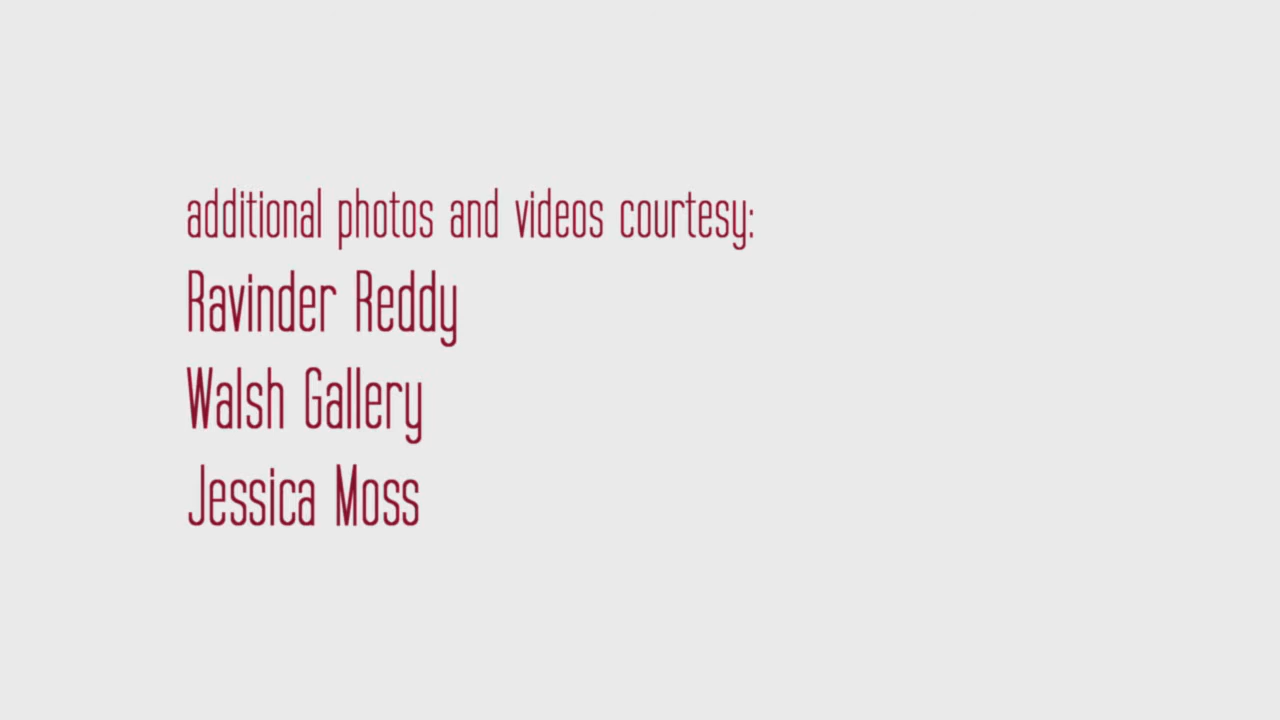 additional photos and videos courtesy:
Ravinder Reddy
Walsh Gallery
Jessica Moss